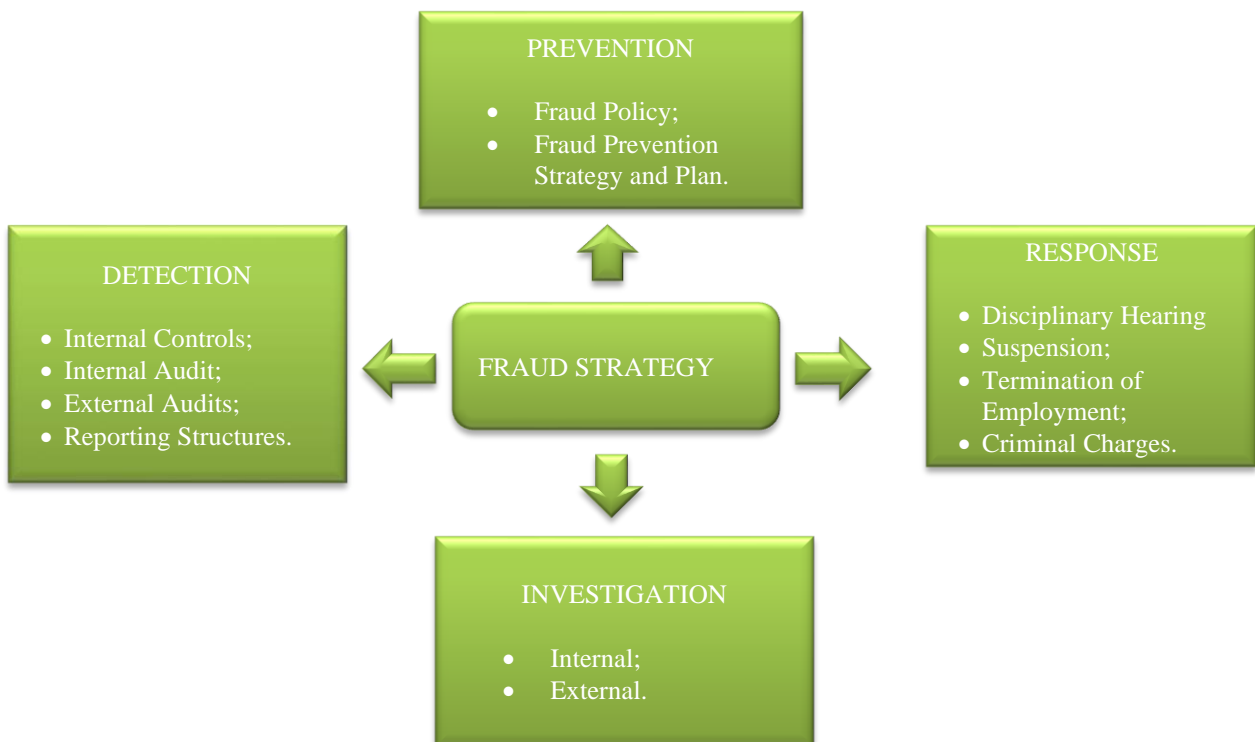 PREVENTION
• Fraud Policy;
• Fraud Prevention
Strategy and Plan.
DETECTION
• Internal Controls;
• Internal Audit;
• External Audits;
• Reporting Structures.
FRAUD STRATEGY
RESPONSE
• Disciplinary Hearing
• Suspension;
• Termination of
Employment;
• Criminal Charges.
INVESTIGATION
• Internal;
• External.